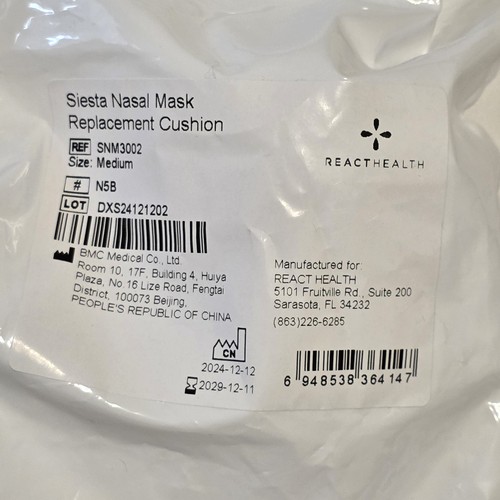 Siesta Nasal Mask
Replacement Cushion
REF SNM3002
Size: Medium
# N5B
LOT DXS24121202
BMC Medical Co., Ltd.
Room 10, 17F, Building 4, Huiya
Plaza, No.16 Lize Road, Fengtai
District, 100073 Beijing,
PEOPLE'S REPUBLIC OF CHINA
CN
2024-12-12
2029-12-11
REACTHEALTH
Manufactured for:
REACT HEALTH
5101 Fruitville Rd., Suite 200
Sarasota, FL 34232
(863)226-6285
6 948538 364147